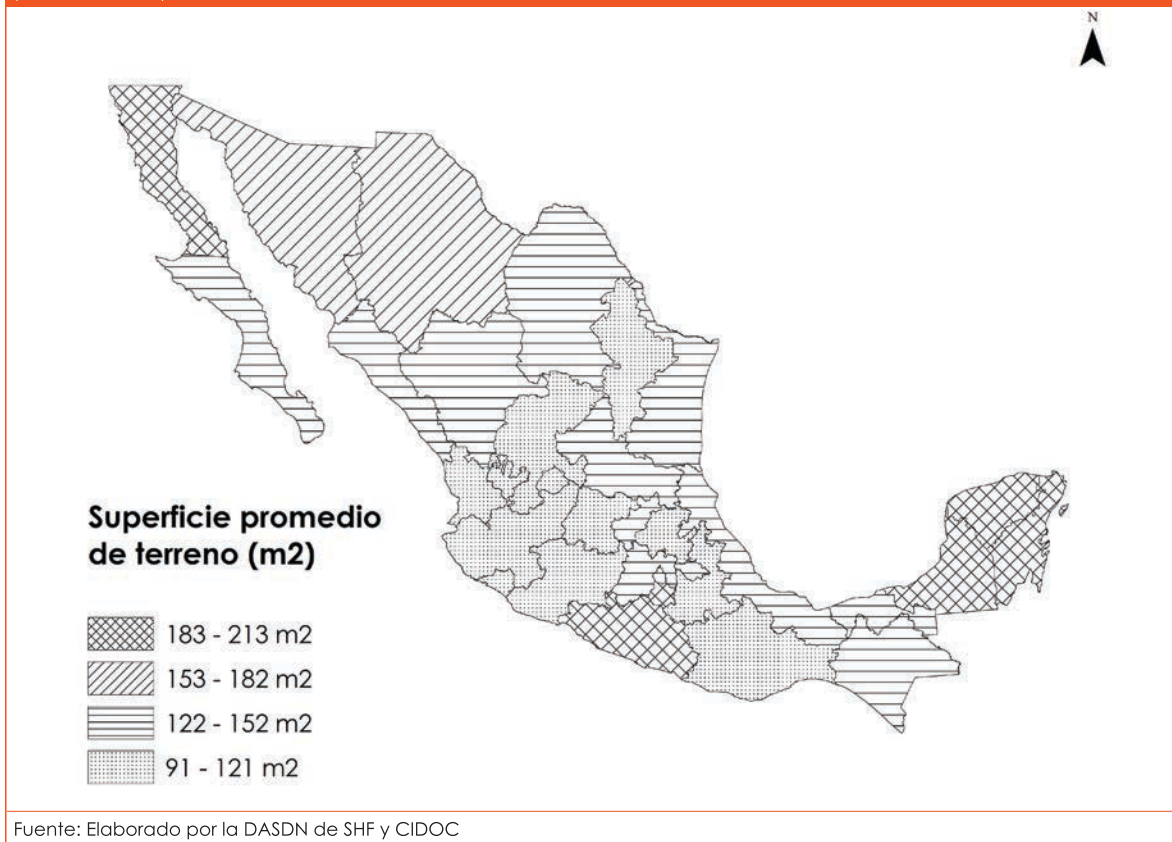 N
Superficie promedio
de terreno (m2)
183 - 213 m2
153 - 182 m2
122 - 152 m2
91 - 121 m2
Fuente: Elaborado por la DASDN de SHF y CIDOC